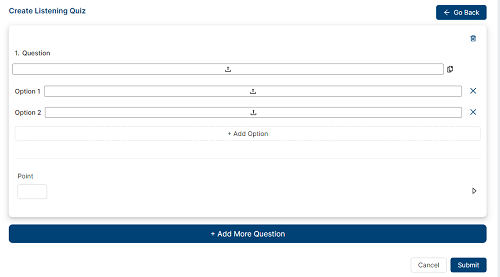 Create Listening Quiz
Go Back
1. Question
Option 1
Option 2
+ Add Option
Point
+ Add More Question
Cancel
Submit